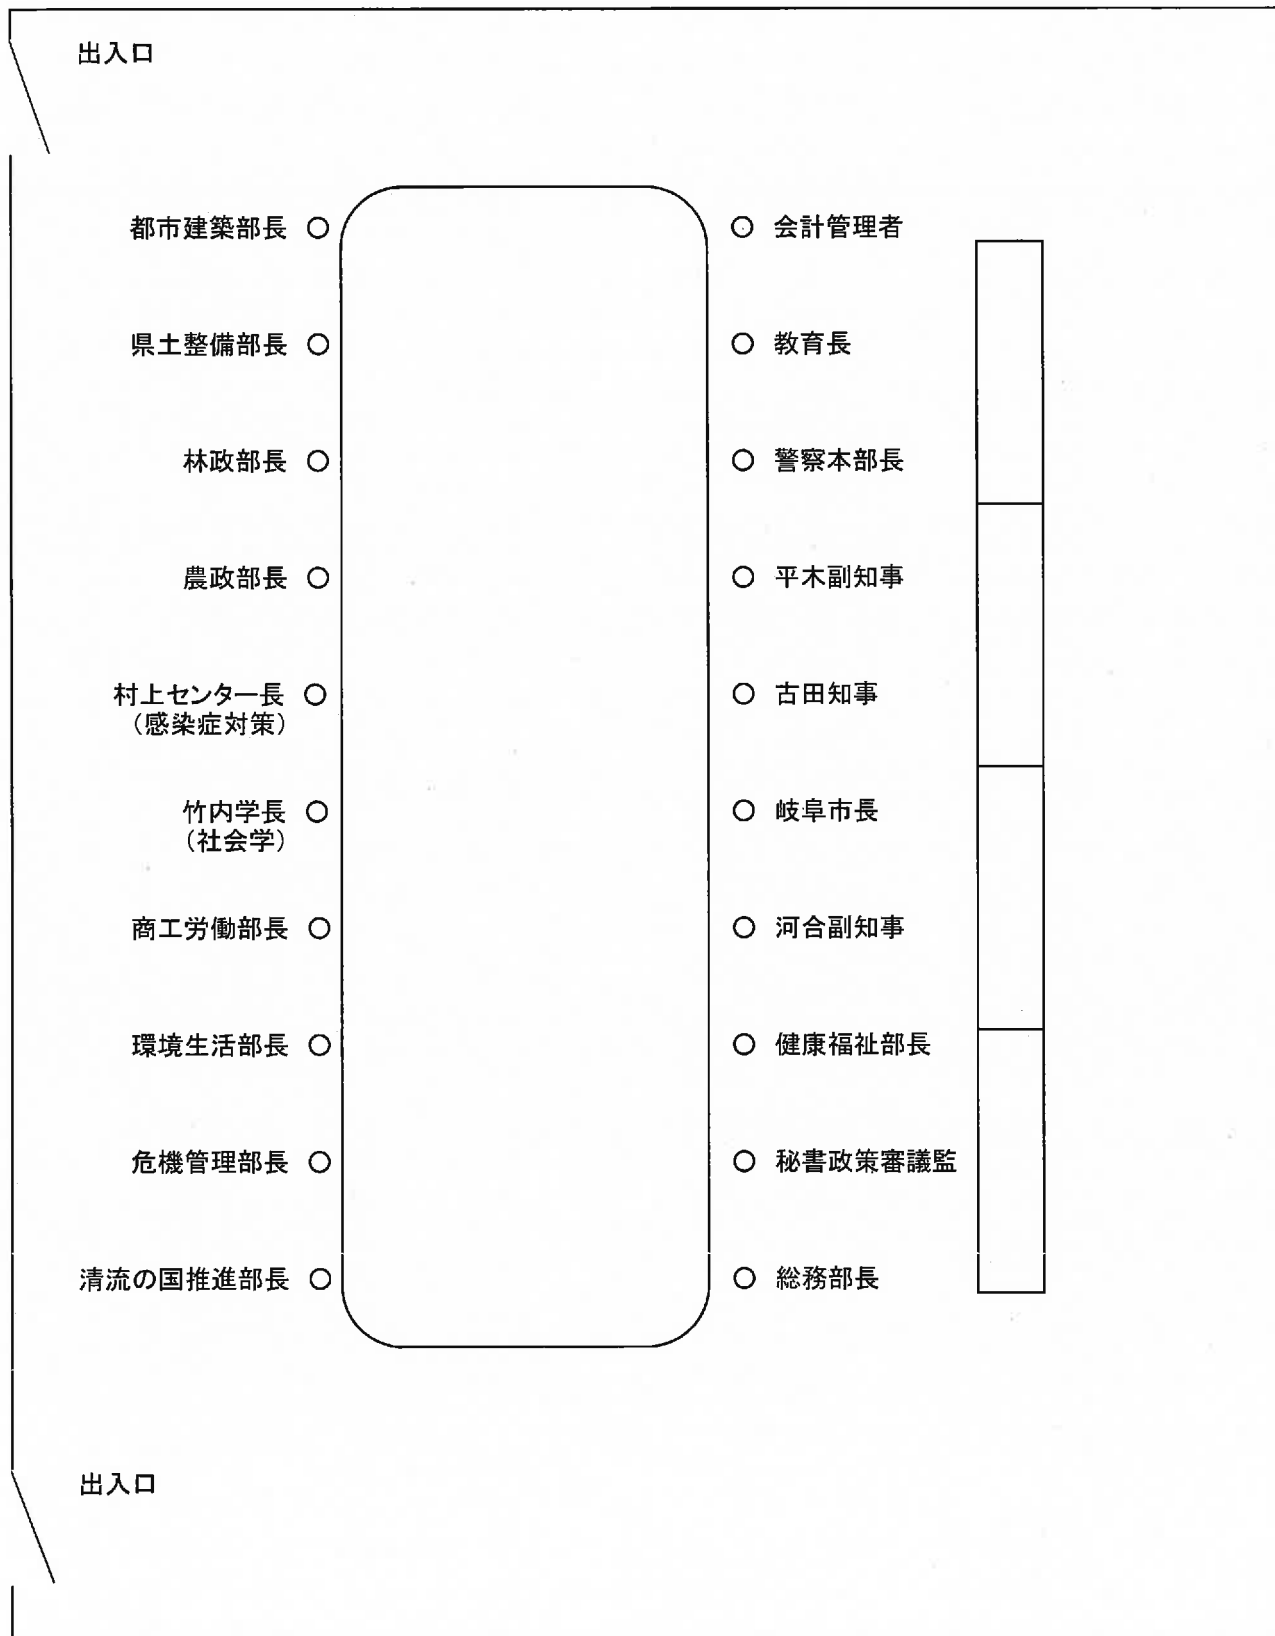 出入口
都市建築部長 ○
○ 会計管理者
県土整備部長 ○
○ 教育長
林政部長 ○
○ 警察本部長
農政部長 ○
○ 平木副知事
村上センター長 ○
(感染症対策)
○ 古田知事
竹内学長 ○
(社会学)
○ 岐阜市長
商工労働部長 ○
○ 河合副知事
環境生活部長 ○
○ 健康福祉部長
危機管理部長 ○
○ 秘書政策審議監
清流の国推進部長 ○
○ 総務部長
出入口